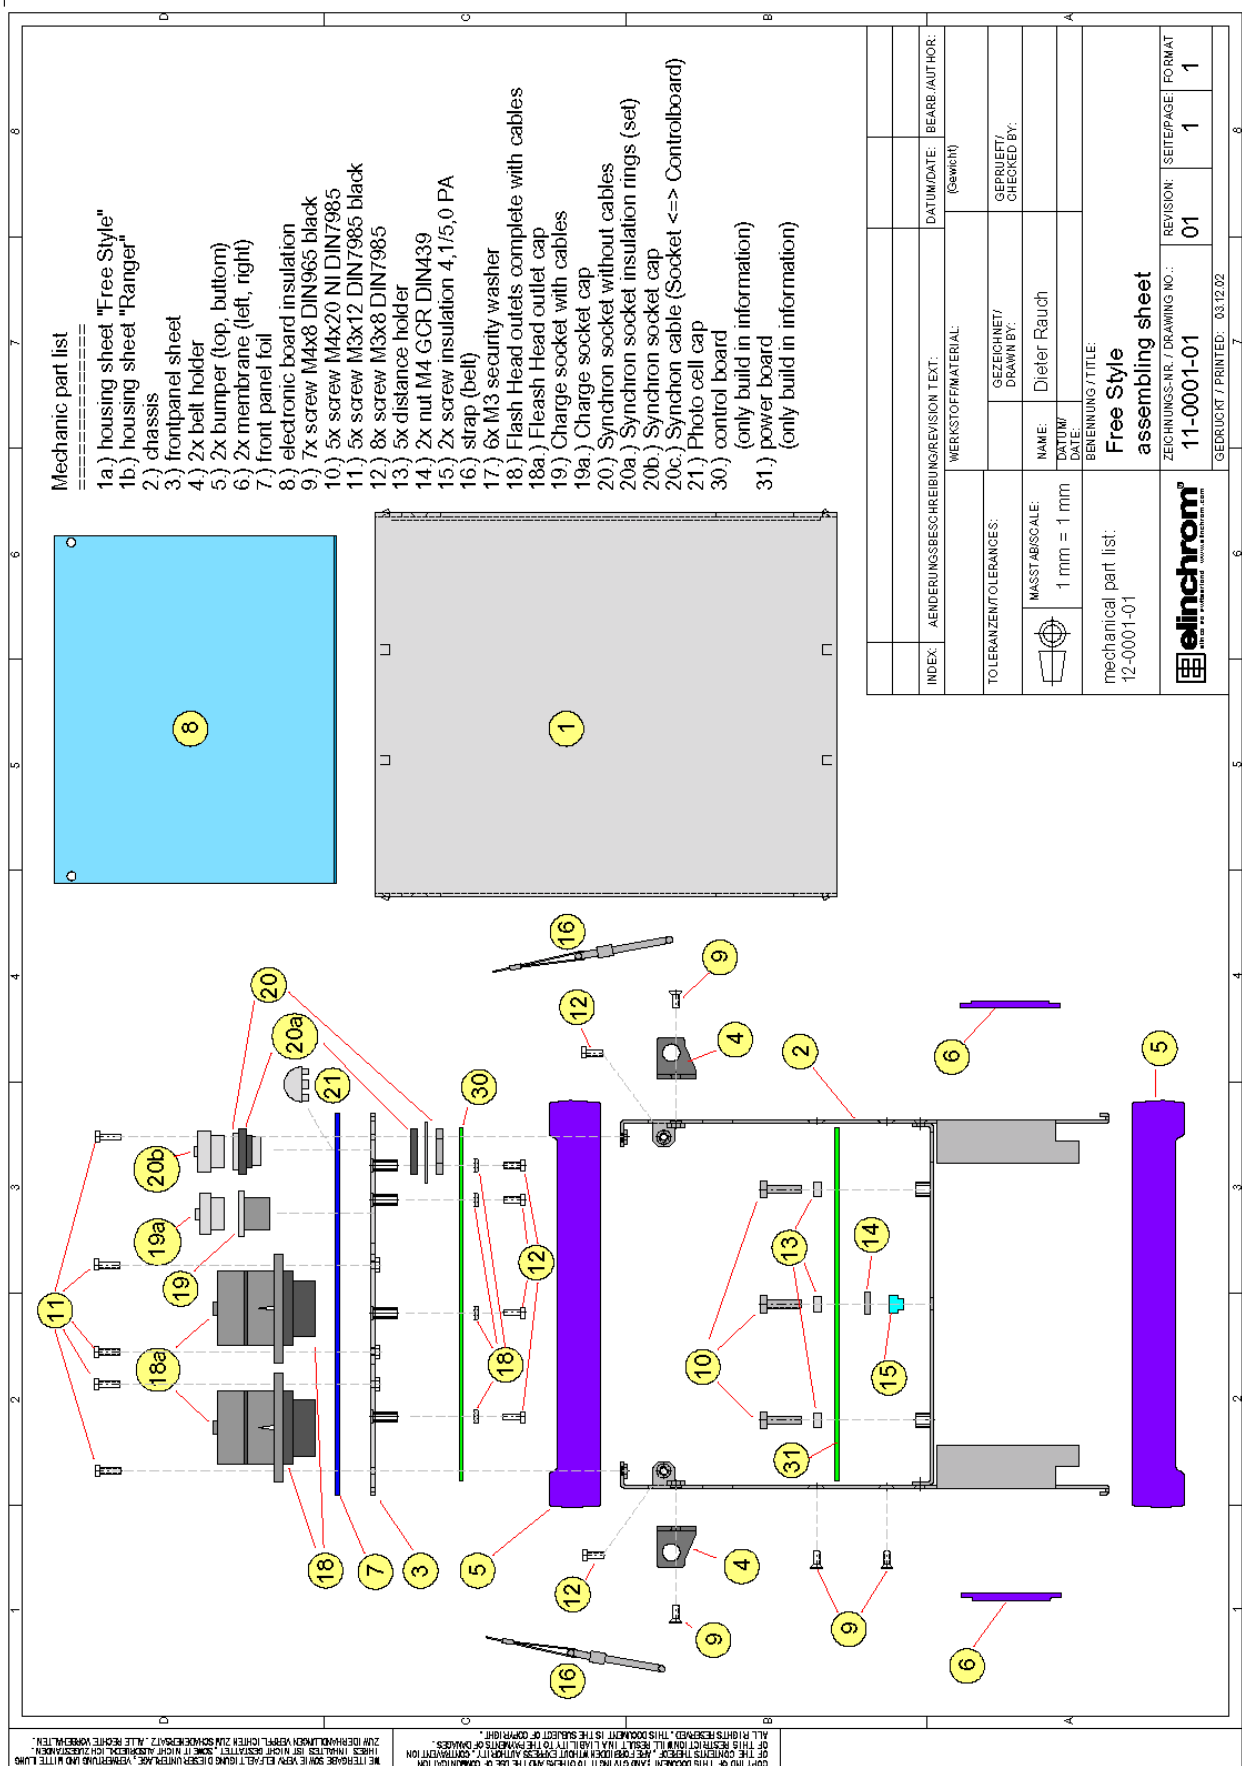 Mechanic part list
==============
1a.) housing sheet "Free Style"
1b.) housing sheet "Ranger"
2.) chassis
3.) frontpanel sheet
4.) 2x belt holder
5.) 2x bumper (top, buttom)
6.) 2x membrane (left, right)
7.) front panel foil
8.) electronic board insulation
9.) 7x screw M4x8 DIN965 black
10.) 5x screw M4x20 NI DIN7985
11.) 5x screw M3x12 DIN7985 black
12.) 8x screw M3x8 DIN7985
13.) 5x distance holder
14.) 2x nut M4 GCR DIN439
15.) 2x screw insulation 4,1/5,0 PA
16.) strap (belt)
17.) 6x M3 security washer
18.) Flash Head outets complete with cables
18a.) Fleash Head outlet cap
19.) Charge socket with cables
19a.) Charge socket cap
20.) Synchron socket without cables
20a.) Synchron socket insulation rings (set)
20b.) Synchron socket cap
20c.) Synchon cable (Socket <=> Controlboard)
21.) Photo cell cap
30.) control board
(only build in information)
31.) power board
(only build in information)
1 2 3 4 5 6 7 8
D C B A
11
18a
19a
20b
20
20a
21
19
18
7
3
30
18
12
5
16
12
9
4
2
10
13
14
15
31
9
6
5
16
12
9
4
6
8
1
INDEX: AENDERUNGSBESCHREIBUNG/REVISION TEXT: DATUM/DATE: BEARB./AUTHOR:
TOLERANZEN/TOLERANCES: WERKSTOFF/MATERIAL: (Gewicht)
MASSTAB/SCALE:
1 mm = 1 mm
GEZEICHNET/
DRAWN BY:
GEPRUEFT/
CHECKED BY:
NAME: Dieter Rauch
DATUM/
DATE:
mechanical part list:
12-0001-01
BENENNUNG / TITLE:
Free Style
assembling sheet
elinchrom
ZEICHNUNGS-NR. / DRAWING NO.: REVISION: SEITE/PAGE: FORMAT
11-0001-01 01 1 1
GEDRUCKT / PRINTED: 03.12.02